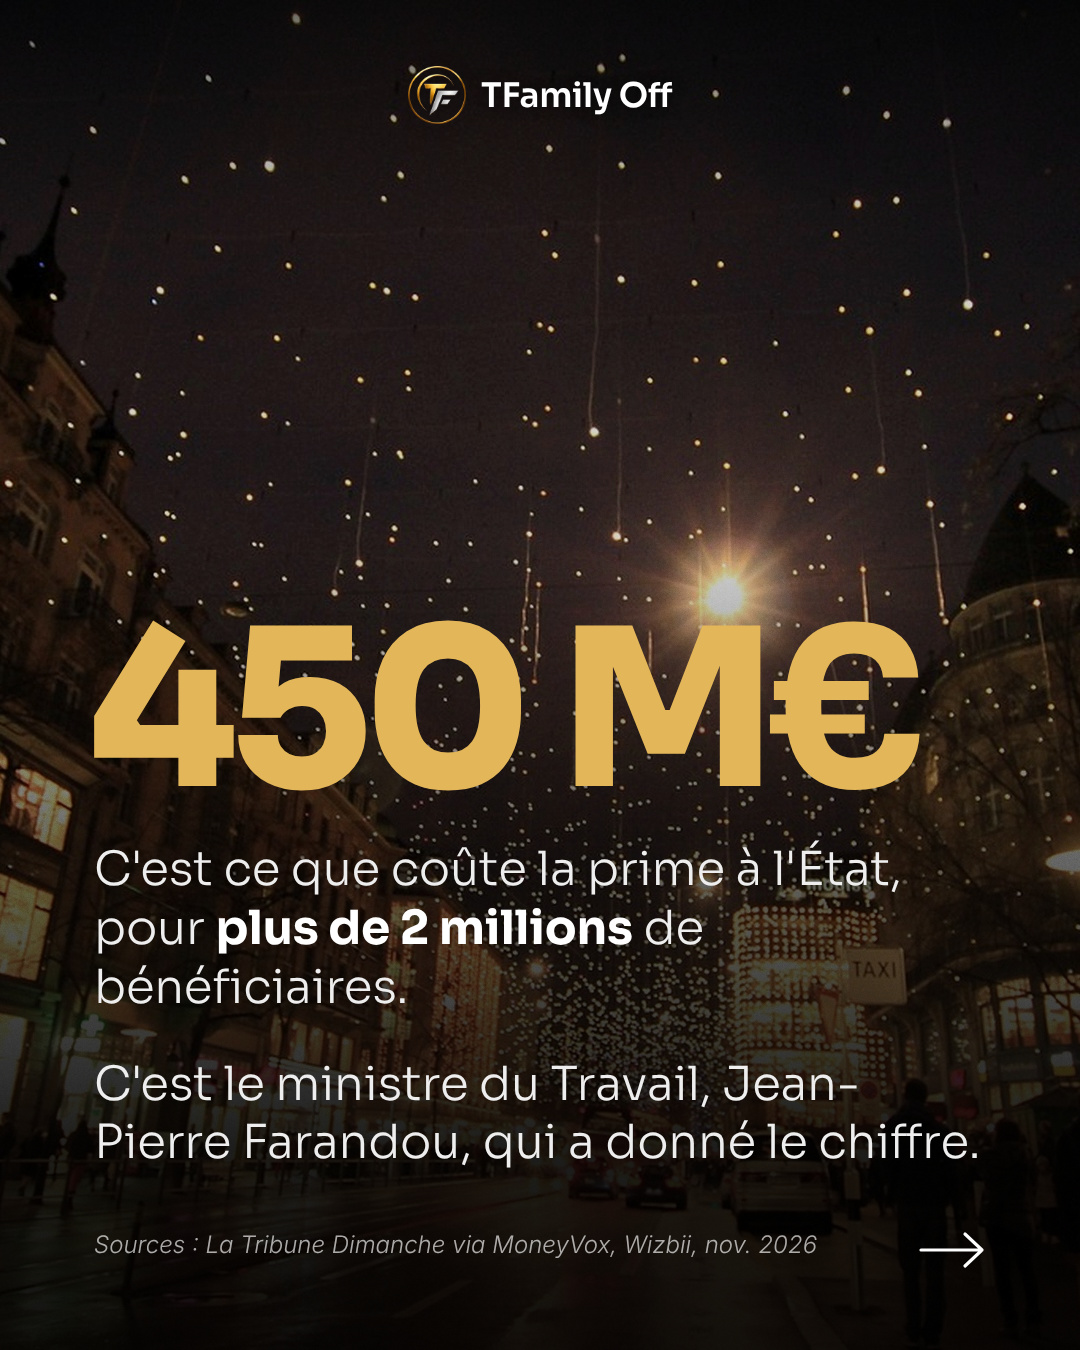 TFamily Off
450 M€
C'est ce que coûte la prime à l'État,
pour plus de 2 millions de
bénéficiaires.
TAXI
C'est le ministre du Travail, Jean-
Pierre Farandou, qui a donné le chiffre.
Sources : La Tribune Dimanche via MoneyVox, Wizbii, nov. 2026